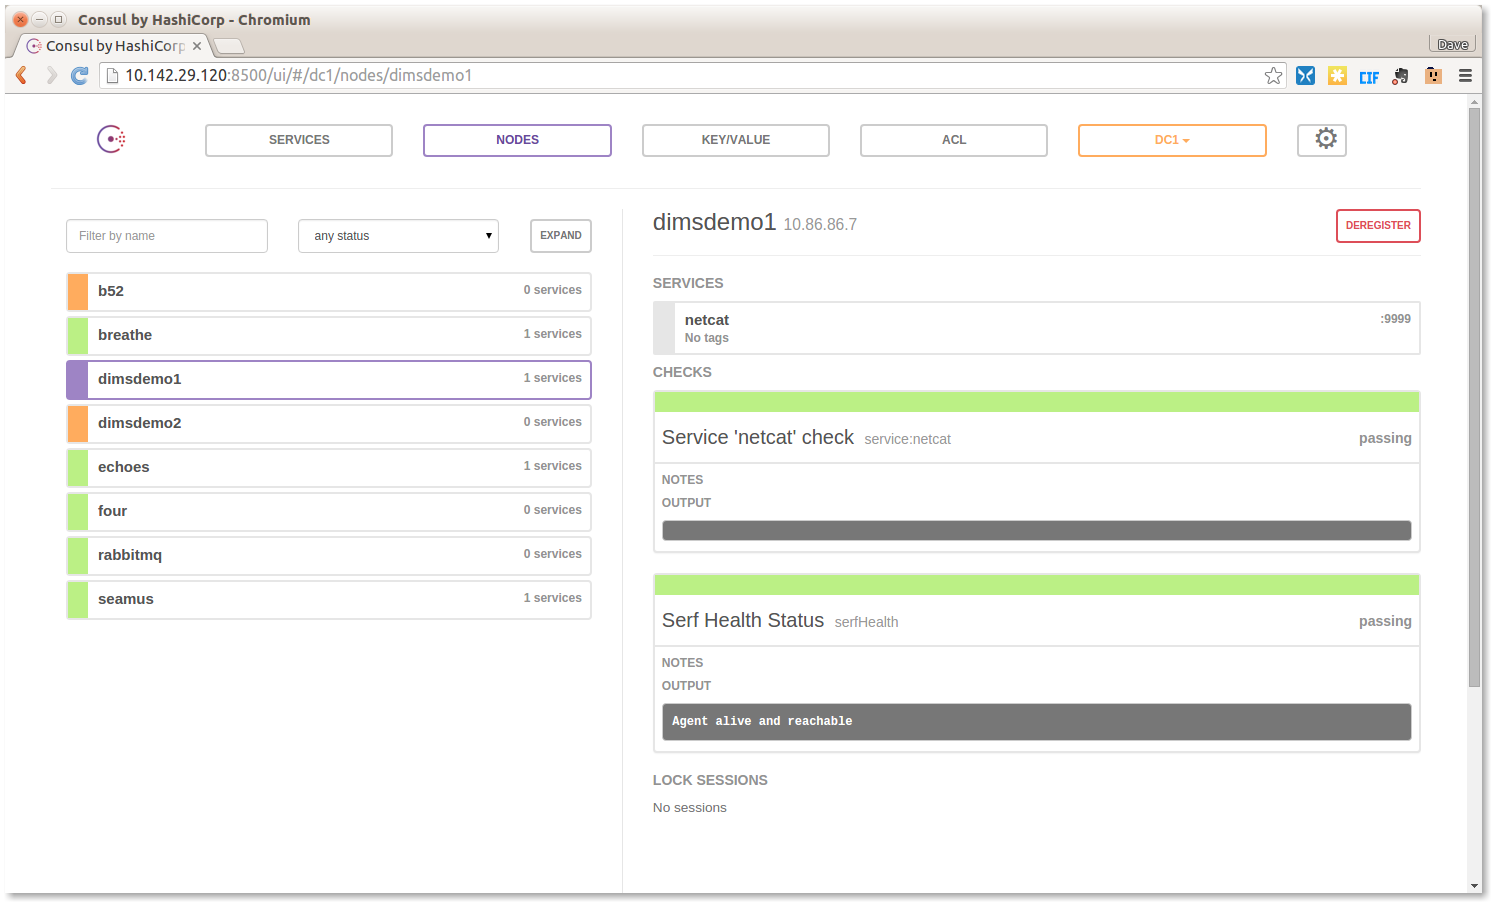 Consul by HashiCorp - Chromium
Consul by HashiCorp
Dave
10.142.29.120:8500/ui/#/dc1/nodes/dimsdemo1
CIF
SERVICES NODES KEY/VALUE ACL DC1
Filter by name any status EXPAND
b52 0 services
breathe 1 services
dimsdemo1 1 services
dimsdemo2 0 services
echoes 1 services
four 0 services
rabbitmq 0 services
seamus 1 services
dimsdemo1 10.86.86.7 DEREGISTER
SERVICES
netcat :9999
No tags
CHECKS
Service 'netcat' check service:netcat passing
NOTES
OUTPUT
Serf Health Status serfHealth passing
NOTES
OUTPUT
Agent alive and reachable
LOCK SESSIONS
No sessions